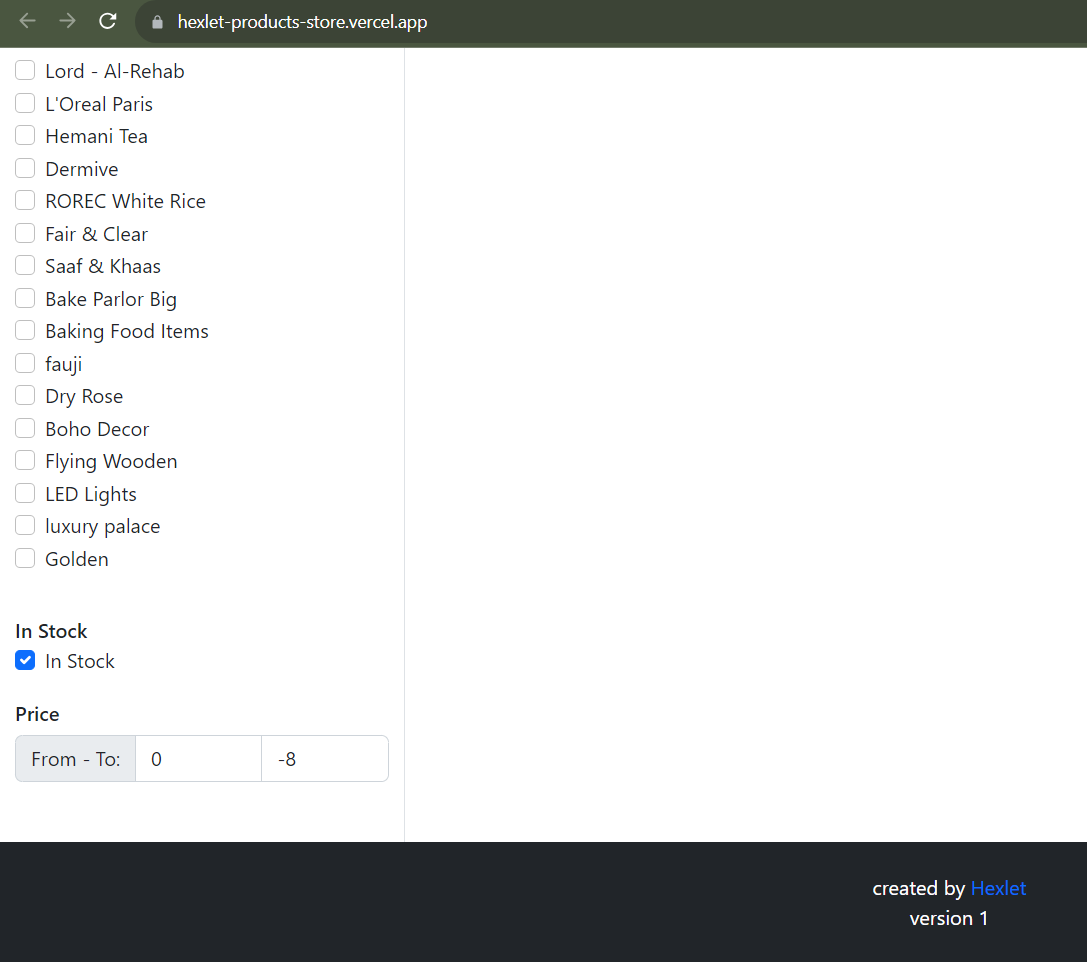 hexlet-products-store.vercel.app
Lord - Al-Rehab
L'Oreal Paris
Hemani Tea
Dermive
ROREC White Rice
Fair & Clear
Saaf & Khaas
Bake Parlor Big
Baking Food Items
fauji
Dry Rose
Boho Decor
Flying Wooden
LED Lights
luxury palace
Golden
In Stock
In Stock
Price
From - To: 0 -8
created by Hexlet
version 1